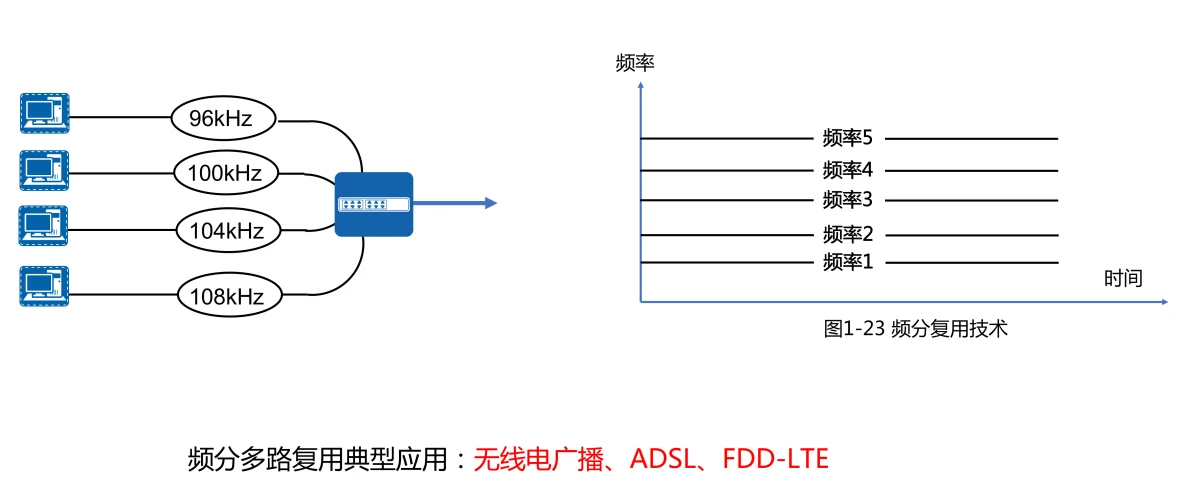 96kHz
100kHz
104kHz
108kHz
频率
频率5
频率4
频率3
频率2
频率1
时间
图1-23 频分复用技术
频分多路复用典型应用：无线电广播、ADSL、FDD-LTE